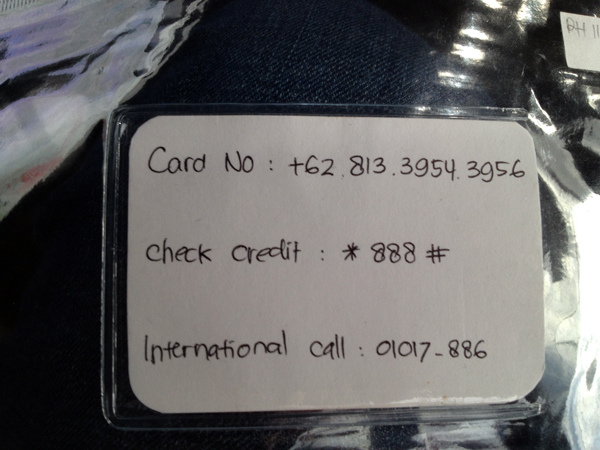 Card No : +62.813.3954.3956
check credit : * 888 #
International call : 01017-886